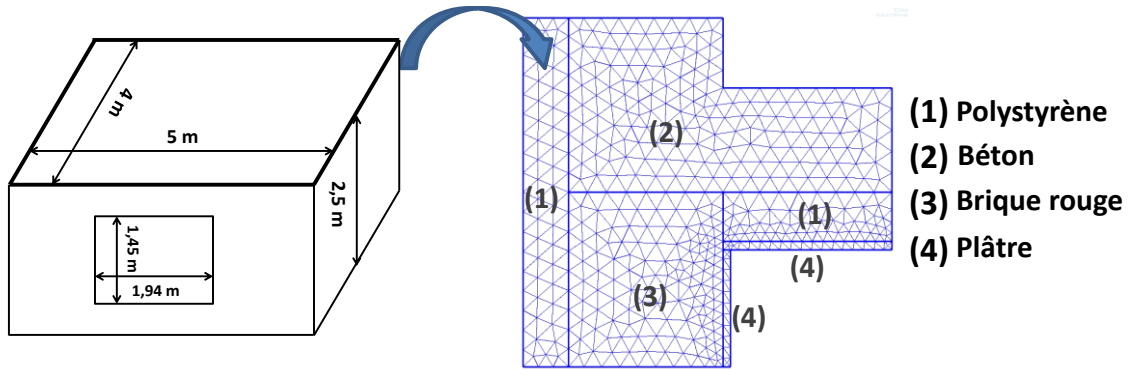 4 m
5 m
2,5 m
1,45 m
1,94 m
(1)
(2)
(3)
(1)
(4)
(4)
(1) Polystyrène
(2) Béton
(3) Brique rouge
(4) Plâtre